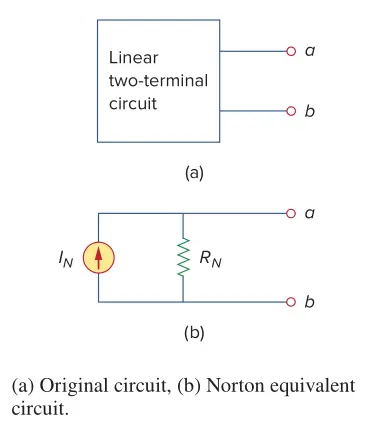 Linear
two-terminal
circuit
a
b
(a)
a
I_N
R_N
b
(b)
(a) Original circuit, (b) Norton equivalent
circuit.